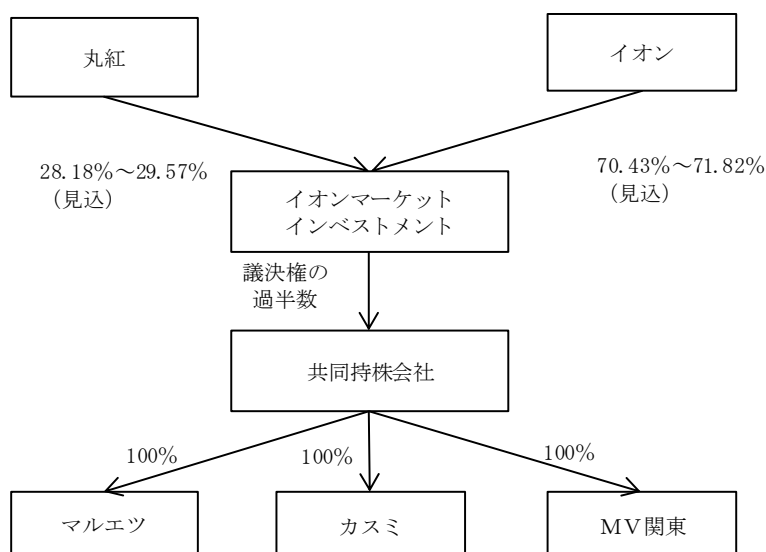 丸紅
イオン
28.18%～29.57%
（見込）
70.43%～71.82%
（見込）
イオンマーケット
インベストメント
議決権の
過半数
共同持株会社
100%
100%
100%
マルエツ
カスミ
ＭＶ関東